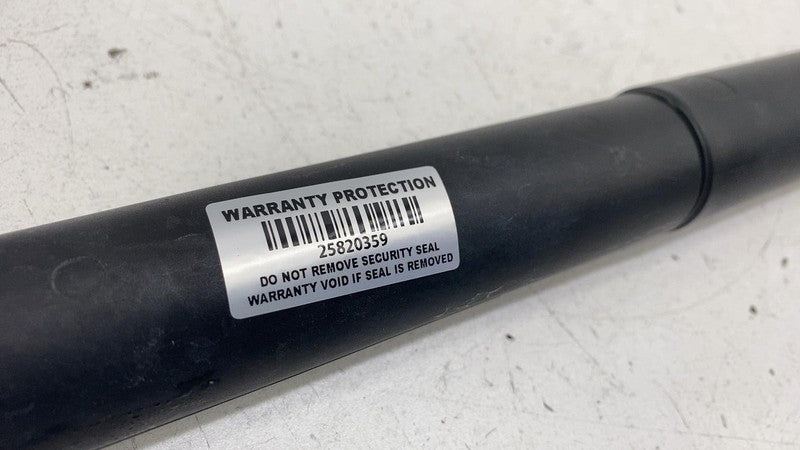 WARRANTY PROTECTION
25820359
DO NOT REMOVE SECURITY SEAL
WARRANTY VOID IF SEAL IS REMOVED